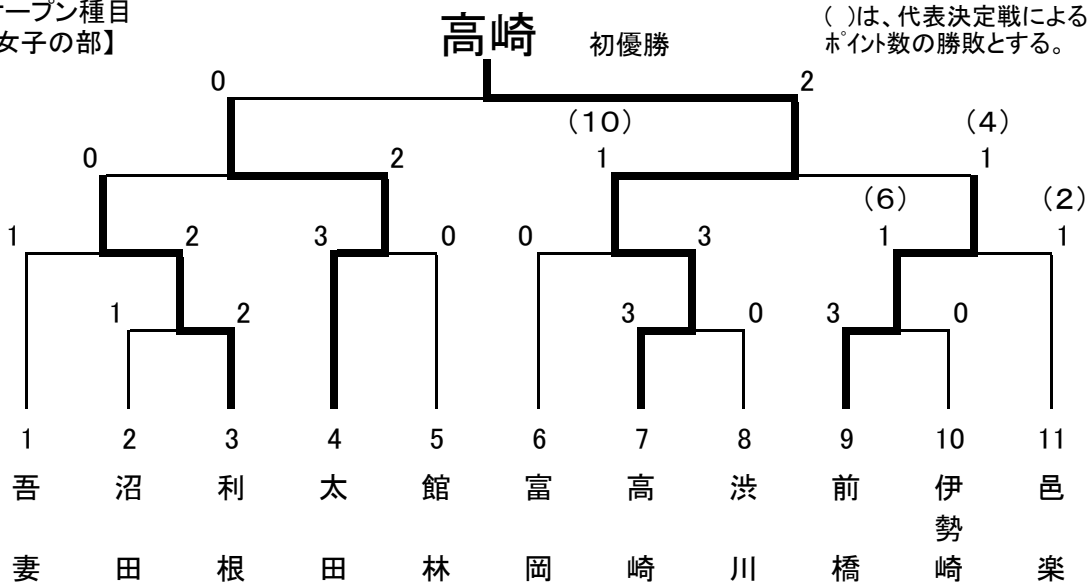 ープン種目
女子の部】
高崎 初優勝
( )は、代表決定戦による
ポイント数の勝敗とする。
0 2
(10) (4)
0 2 1 1
(6) (2)
1 2 3 0 0 3 1 1
1 2 3 0 3 0
1 2 3 4 5 6 7 8 9 10 11
吾妻
沼田
利根
太田
館林
富岡
高崎
渋川
前橋
伊勢崎
邑楽